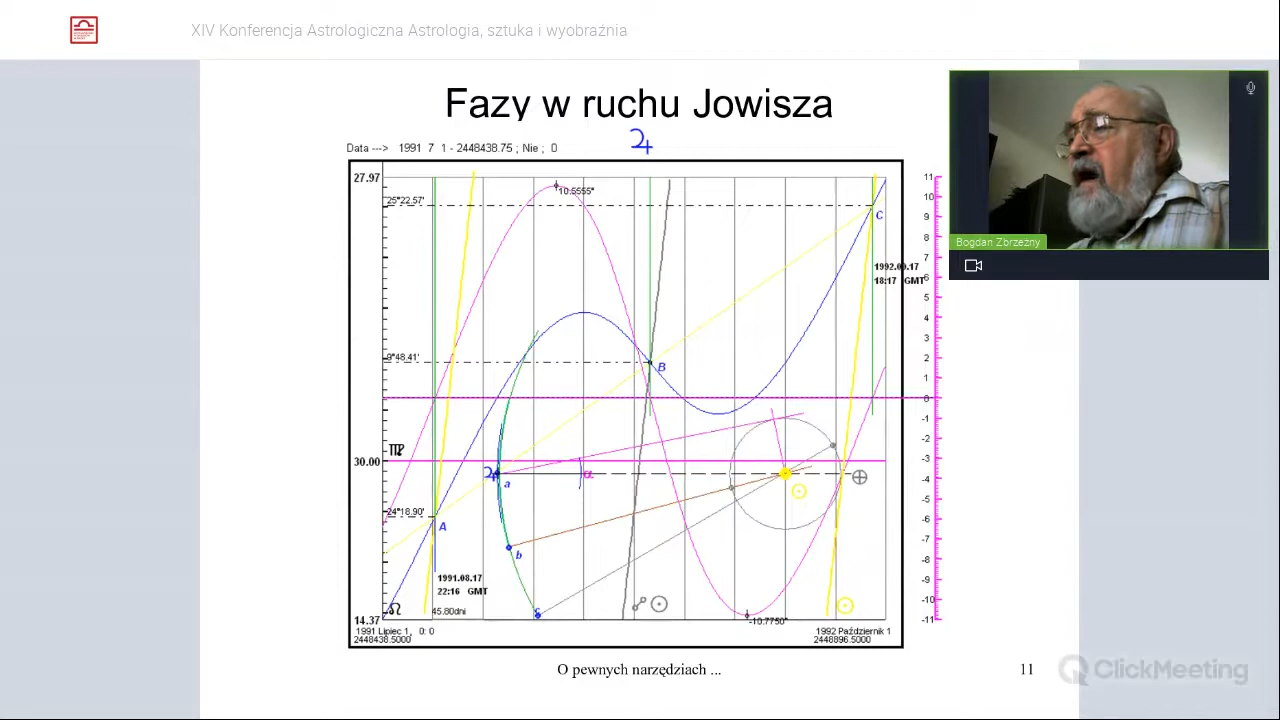 XIV Konferencja Astrologiczna Astrologia, sztuka i wyobraźnia
Fazy w ruchu Jowisza
Data ---> 1991 7 1 - 2448438.75 ; Nie ; 0
27.97
10.5555"
25°22.57'
C
Bogdan Zbrzezny
1992.09.17
18:17 GMT
9°48.41'
B
30.00
a
α
24°18.90'
A
b
1991.08.17
22:16 GMT
45.80dni
14.37
-10.7750"
1991 Lipiec 1, 0: 0
2448438.5000
1992 Październik 1
2448896.5000
11
10
9
8
7
6
5
4
3
2
1
0
-1
-2
-3
-4
-5
-6
-7
-8
-9
-10
-11
O pewnych narzędziach ...
11
ClickMeeting